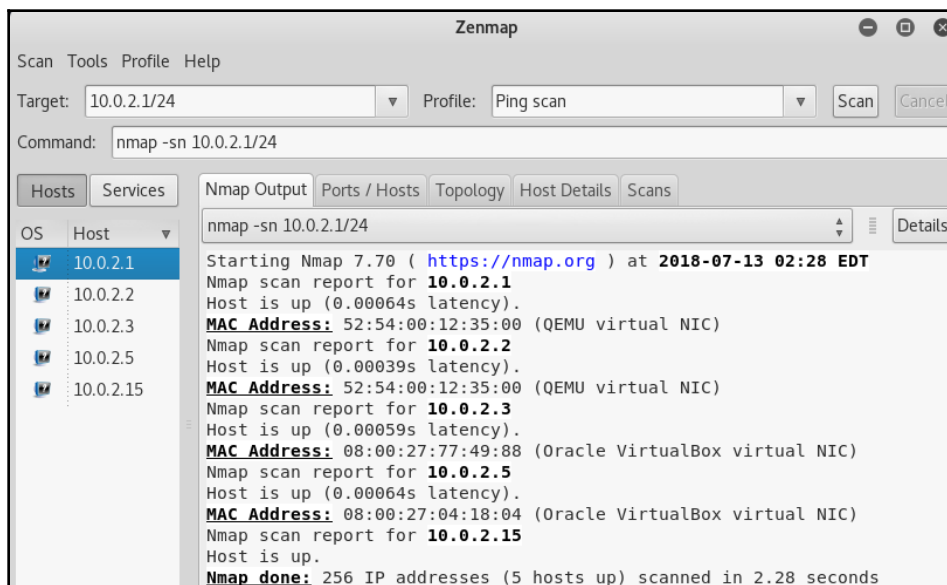 Zenmap
Scan Tools Profile Help
Target: 10.0.2.1/24 Profile: Ping scan Scan Cancel
Command: nmap -sn 10.0.2.1/24
Hosts Services Nmap Output Ports / Hosts Topology Host Details Scans
OS Host nmap -sn 10.0.2.1/24 Details
10.0.2.1
10.0.2.2
10.0.2.3
10.0.2.5
10.0.2.15
Starting Nmap 7.70 ( https://nmap.org ) at 2018-07-13 02:28 EDT
Nmap scan report for 10.0.2.1
Host is up (0.00064s latency).
MAC Address: 52:54:00:12:35:00 (QEMU virtual NIC)
Nmap scan report for 10.0.2.2
Host is up (0.00039s latency).
MAC Address: 52:54:00:12:35:00 (QEMU virtual NIC)
Nmap scan report for 10.0.2.3
Host is up (0.00059s latency).
MAC Address: 08:00:27:77:49:88 (Oracle VirtualBox virtual NIC)
Nmap scan report for 10.0.2.5
Host is up (0.00064s latency).
MAC Address: 08:00:27:04:18:04 (Oracle VirtualBox virtual NIC)
Nmap scan report for 10.0.2.15
Host is up.
Nmap done: 256 IP addresses (5 hosts up) scanned in 2.28 seconds